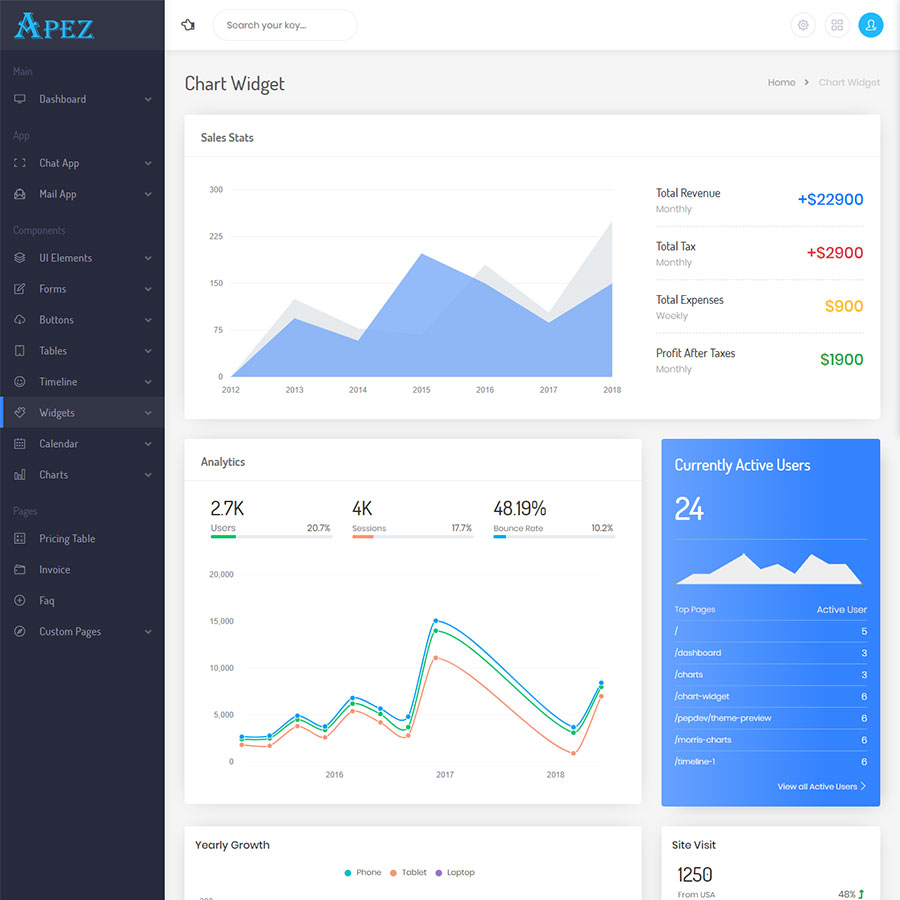 APEZ
Search your key...
Main
Dashboard
App
Chat App
Mail App
Components
UI Elements
Forms
Buttons
Tables
Timeline
Widgets
Calendar
Charts
Pages
Pricing Table
Invoice
Faq
Custom Pages
Chart Widget
Home > Chart Widget
Sales Stats
300
225
150
75
0
2012 2013 2014 2015 2016 2017 2018
Total Revenue
Monthly
+$22900
Total Tax
Monthly
+$2900
Total Expenses
Weekly
$900
Profit After Taxes
Monthly
$1900
Analytics
2.7K
Users 20.7%
4K
Sessions 17.7%
48.19%
Bounce Rate 10.2%
20,000
15,000
10,000
5,000
0
2016 2017 2018
Currently Active Users
24
Top Pages Active User
/ 5
/dashboard 3
/charts 3
/chart-widget 6
/pepdev/theme-preview 6
/morris-charts 6
/timeline-1 6
View all Active Users >
Yearly Growth
Phone Tablet Laptop
Site Visit
1250
From USA 48%